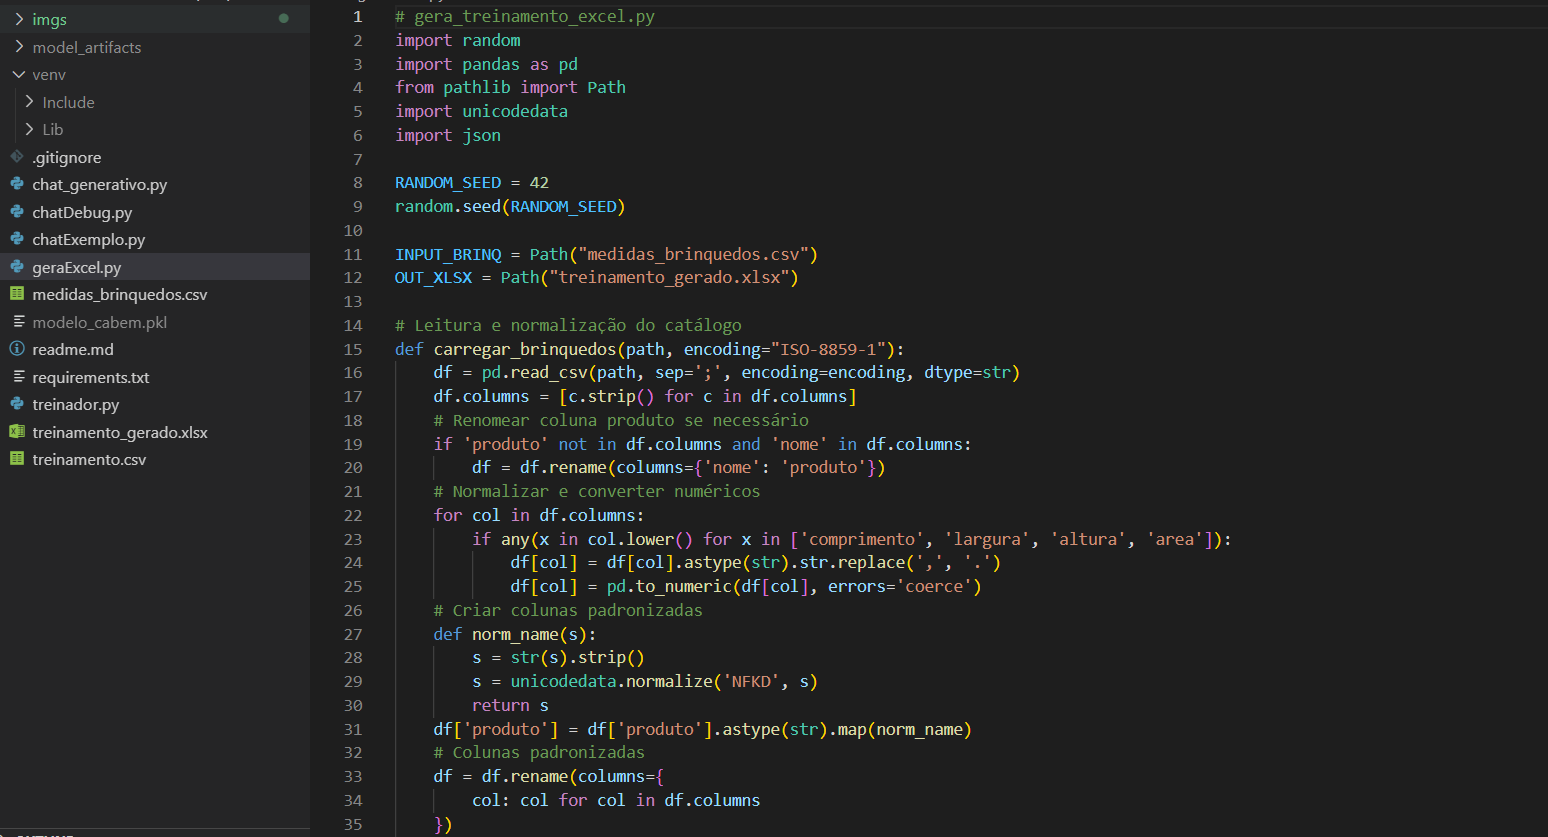 imgs
model_artifacts
venv
Include
Lib
.gitignore
chat_generativo.py
chatDebug.py
chatExemplo.py
geraExcel.py
medidas_brinquedos.csv
modelo_cabem.pkl
readme.md
requirements.txt
treinador.py
treinamento_gerado.xlsx
treinamento.csv
1 # gera_treinamento_excel.py
2 import random
3 import pandas as pd
4 from pathlib import Path
5 import unicodedata
6 import json
7
8 RANDOM_SEED = 42
9 random.seed(RANDOM_SEED)
10
11 INPUT_BRINQ = Path("medidas_brinquedos.csv")
12 OUT_XLSX = Path("treinamento_gerado.xlsx")
13
14 # Leitura e normalização do catálogo
15 def carregar_brinquedos(path, encoding="ISO-8859-1"):
16     df = pd.read_csv(path, sep=';', encoding=encoding, dtype=str)
17     df.columns = [c.strip() for c in df.columns]
18     # Renomear coluna produto se necessário
19     if 'produto' not in df.columns and 'nome' in df.columns:
20         df = df.rename(columns={'nome': 'produto'})
21     # Normalizar e converter numéricos
22     for col in df.columns:
23         if any(x in col.lower() for x in ['comprimento', 'largura', 'altura', 'area']):
24             df[col] = df[col].astype(str).str.replace(',', '.')
25             df[col] = pd.to_numeric(df[col], errors='coerce')
26     # Criar colunas padronizadas
27     def norm_name(s):
28         s = str(s).strip()
29         s = unicodedata.normalize('NFKD', s)
30         return s
31     df['produto'] = df['produto'].astype(str).map(norm_name)
32     # Colunas padronizadas
33     df = df.rename(columns={
34         col: col for col in df.columns
35     })